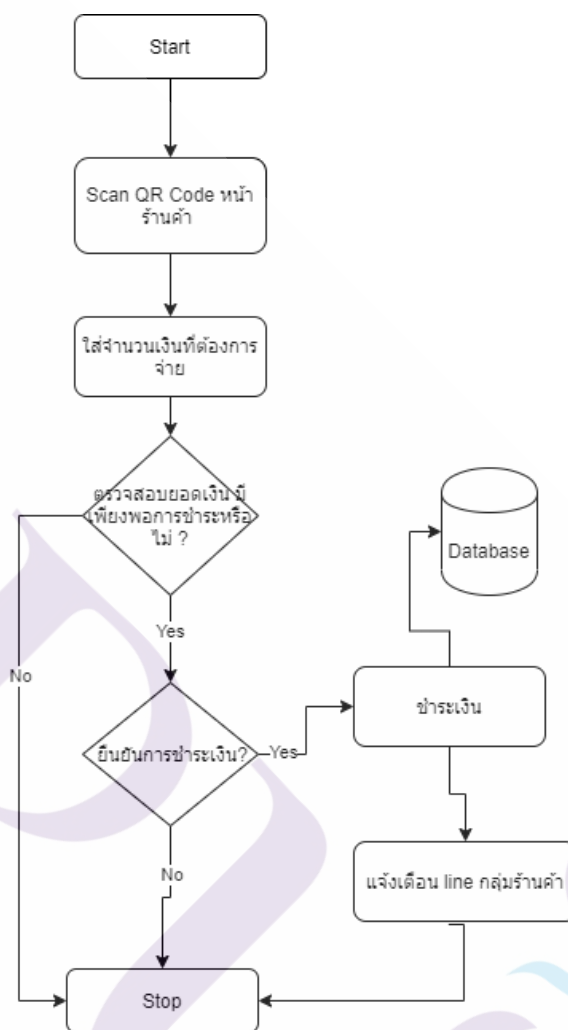 Start
Scan QR Code หน้า
ร้านค้า
ใส่จำนวนเงินที่ต้องการ
จ่าย
ตรวจสอบยอดเงิน มี
เพียงพอการชำระหรือ
ไม่ ?
Database
Yes
No
ชำระเงิน
ยืนยันการชำระเงิน?
Yes
No
แจ้งเตือน line กลุ่มร้านค้า
Stop